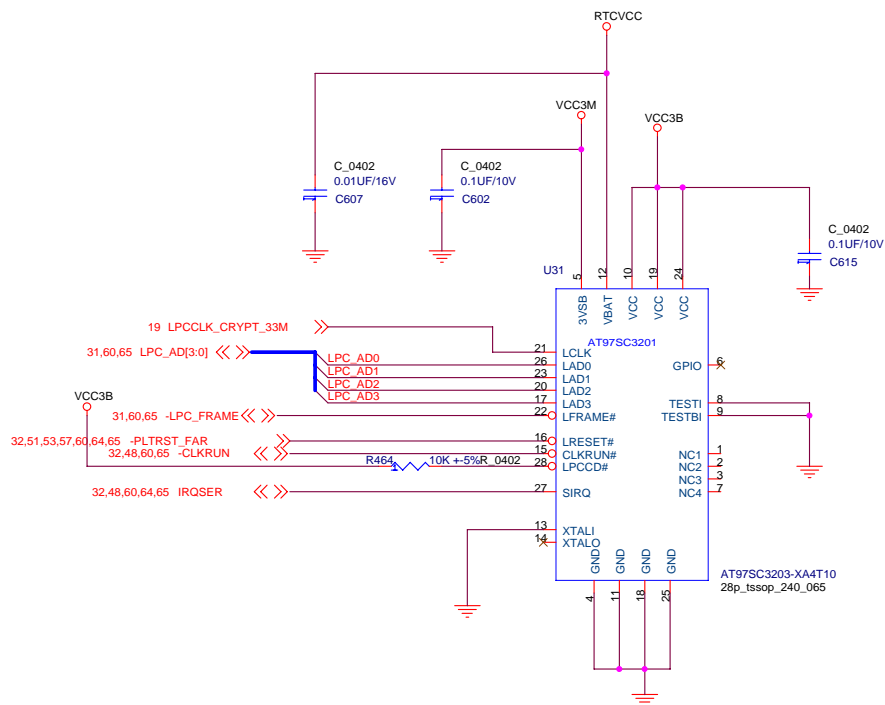 RTCVCC
VCC3M
VCC3B
C_0402
0.01UF/16V
C607
C_0402
0.1UF/10V
C602
C_0402
0.1UF/10V
C615
U31
5
12
10
19
24
3VSB
VBAT
VCC
VCC
VCC
AT97SC3201
19 LPCCLK_CRYPT_33M
21
LCLK
31,60,65 LPC_AD[3:0]
LPC_AD0
26
LAD0
LPC_AD1
23
LAD1
LPC_AD2
20
LAD2
LPC_AD3
17
LAD3
GPIO
6
VCC3B
31,60,65 -LPC_FRAME
22
LFRAME#
TESTI
8
TESTBI
9
32,51,53,57,60,64,65 -PLTRST_FAR
16
LRESET#
32,48,60,65 -CLKRUN
15
CLKRUN#
R464
10K +-5%
R_0402
28
LPCCD#
NC1
1
NC2
2
NC3
3
NC4
7
32,48,60,64,65 IRQSER
27
SIRQ
13
XTALI
14
XTALO
GND
GND
GND
GND
4
11
18
25
AT97SC3203-XA4T10
28p_tssop_240_065